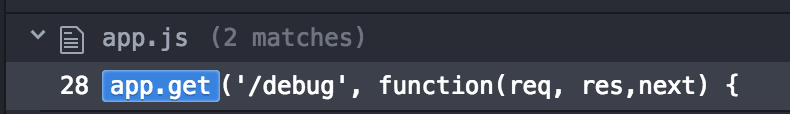 app.js (2 matches)
28 app.get('/debug', function(req, res,next) {